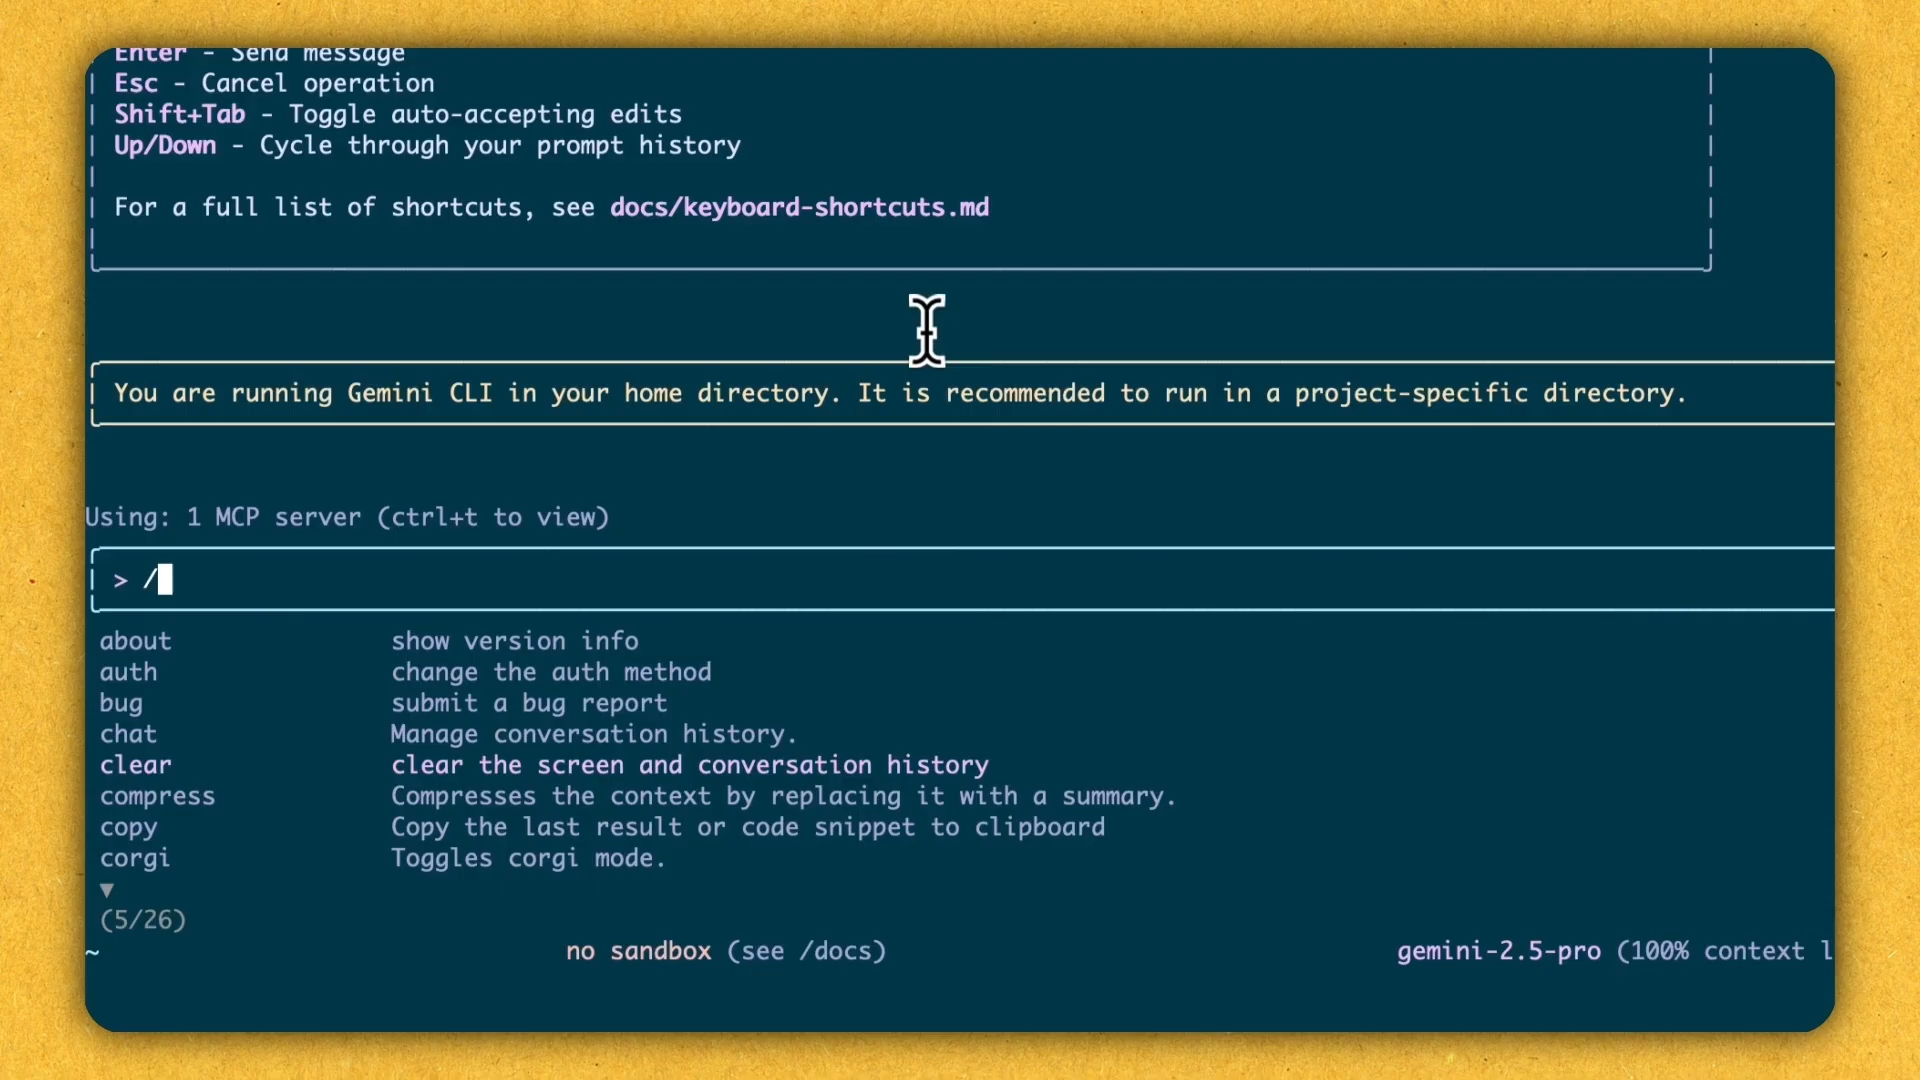 Enter - Send message
Esc - Cancel operation
Shift+Tab - Toggle auto-accepting edits
Up/Down - Cycle through your prompt history
For a full list of shortcuts, see docs/keyboard-shortcuts.md
You are running Gemini CLI in your home directory. It is recommended to run in a project-specific directory.
Using: 1 MCP server (ctrl+t to view)
> /
about show version info
auth change the auth method
bug submit a bug report
chat Manage conversation history.
clear clear the screen and conversation history
compress Compresses the context by replacing it with a summary.
copy Copy the last result or code snippet to clipboard
corgi Toggles corgi mode.
▼
(5/26)
~ no sandbox (see /docs) gemini-2.5-pro (100% context l